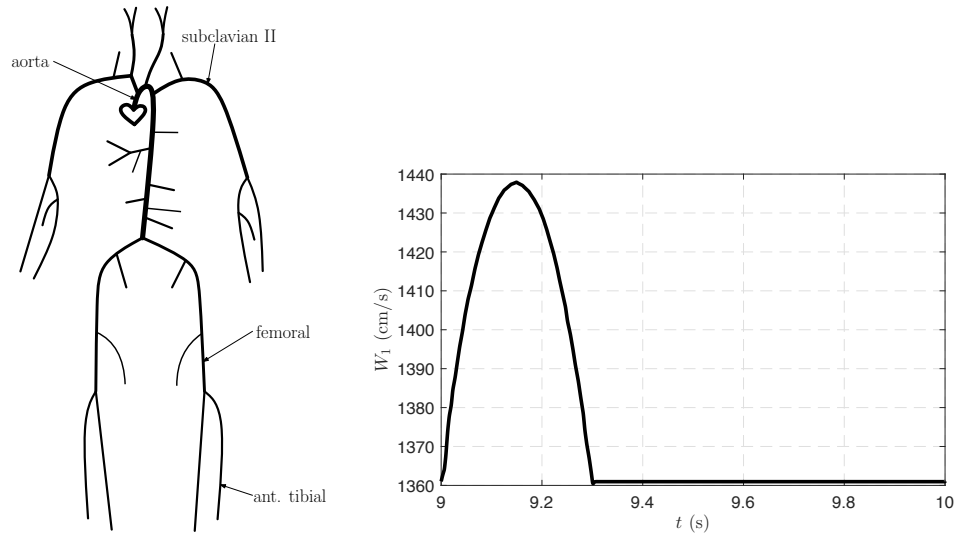 subclavian II
aorta
femoral
ant. tibial
1440
1430
1420
1410
1400
1390
1380
1370
1360
W₁ (cm/s)
9
9.2
9.4
9.6
9.8
10
t (s)